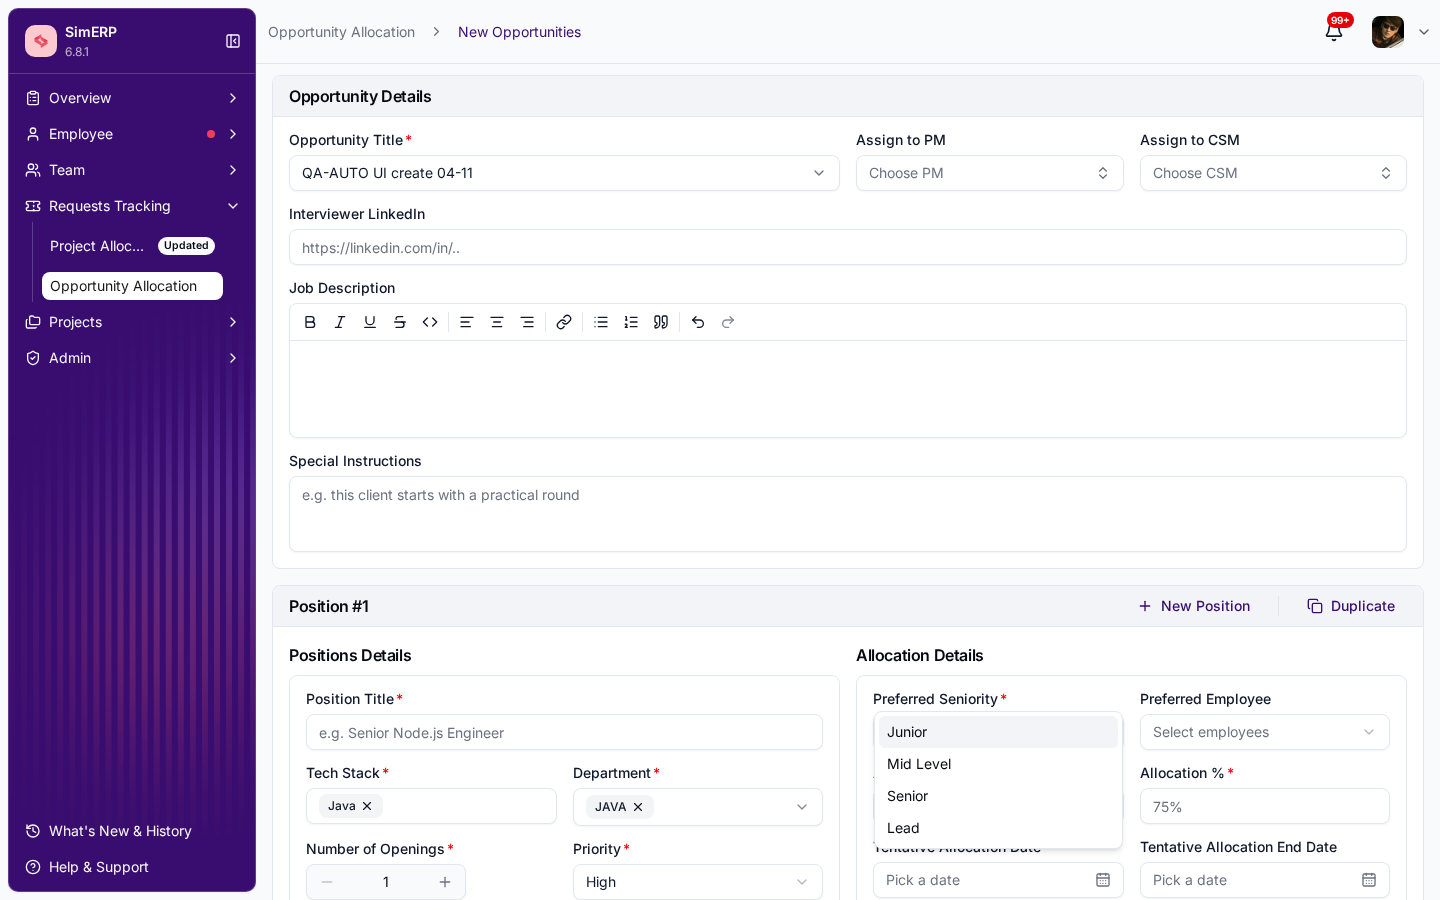 SimERP
6.8.1
Overview
Employee
Team
Requests Tracking
Project Alloc... Updated
Opportunity Allocation
Projects
Admin
What's New & History
Help & Support
Opportunity Allocation > New Opportunities
99+
Opportunity Details
Opportunity Title*
QA-AUTO UI create 04-11
Assign to PM
Choose PM
Assign to CSM
Choose CSM
Interviewer LinkedIn
https://linkedin.com/in/..
Job Description
Special Instructions
e.g. this client starts with a practical round
Position #1
New Position
Duplicate
Positions Details
Position Title*
e.g. Senior Node.js Engineer
Tech Stack*
Java
Department*
JAVA
Number of Openings*
1
Priority*
High
Allocation Details
Preferred Seniority*
Junior
Mid Level
Senior
Lead
Preferred Employee
Select employees
Allocation %*
75%
Tentative Allocation Date
Pick a date
Tentative Allocation End Date
Pick a date